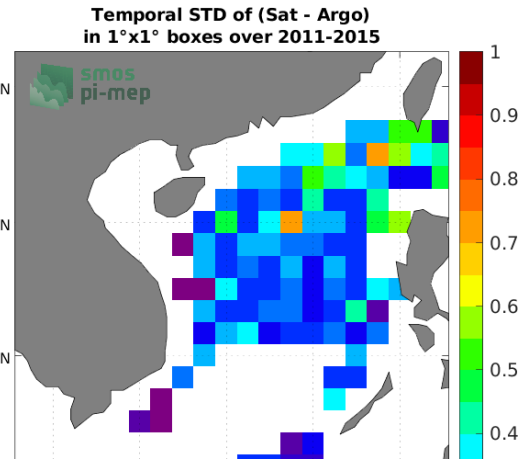 Temporal STD of (Sat - Argo)
in 1°x1° boxes over 2011-2015
smos
pi-mep
N
N
N
1
0.9
0.8
0.7
0.6
0.5
0.4